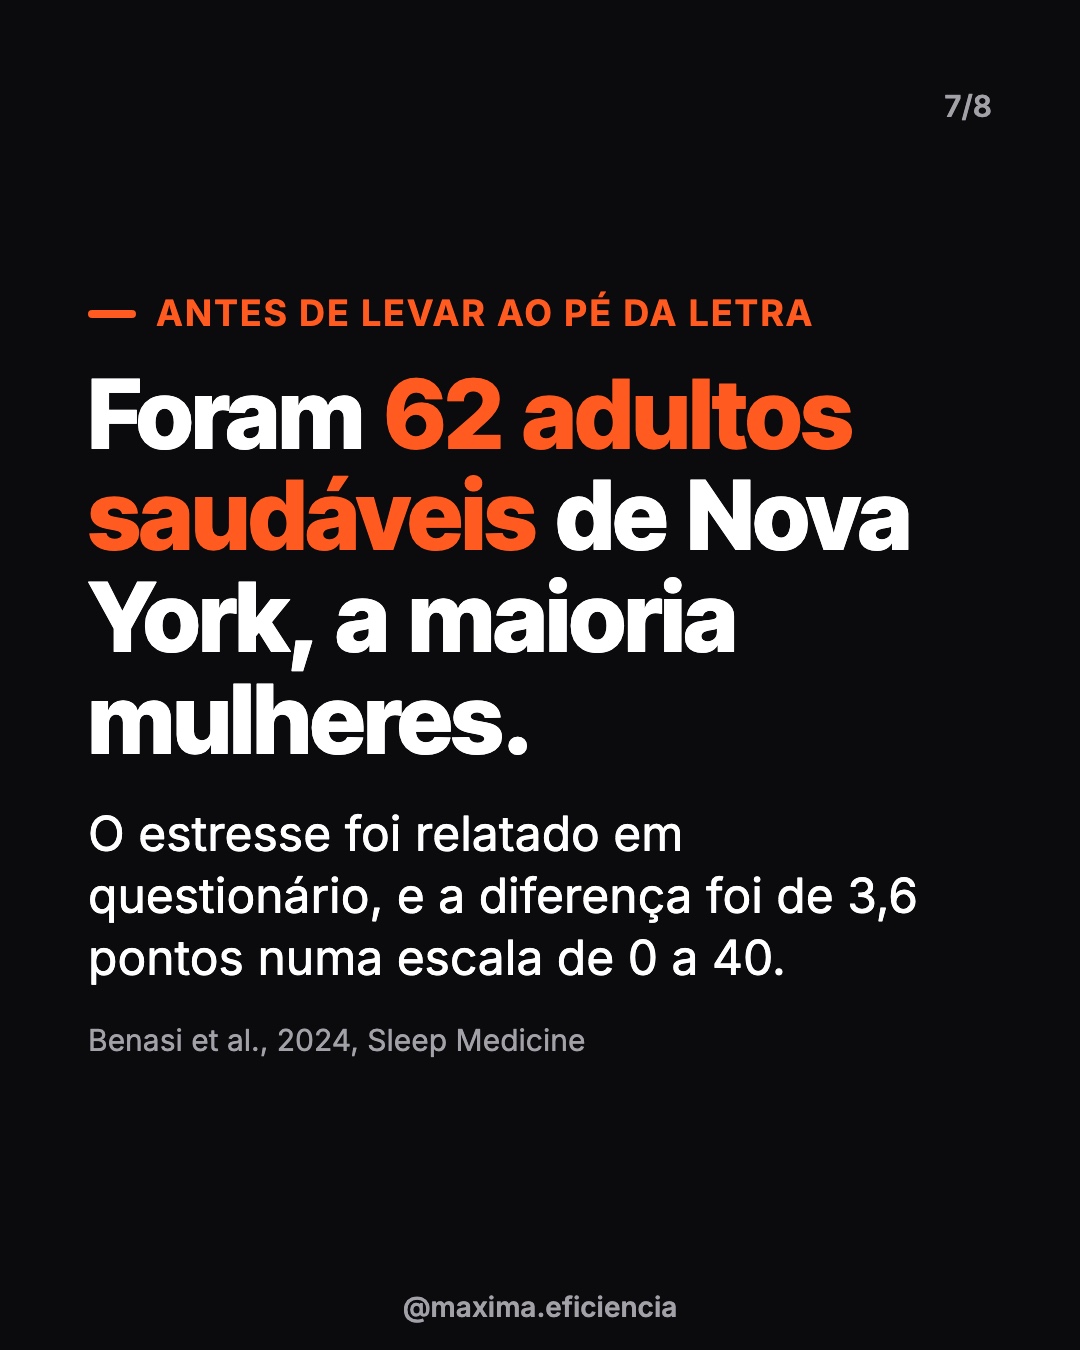 7/8
ANTES DE LEVAR AO PÉ DA LETRA
Foram 62 adultos
saudáveis de Nova
York, a maioria
mulheres.
O estresse foi relatado em
questionário, e a diferença foi de 3,6
pontos numa escala de 0 a 40.
Benasi et al., 2024, Sleep Medicine
@maxima.eficiencia